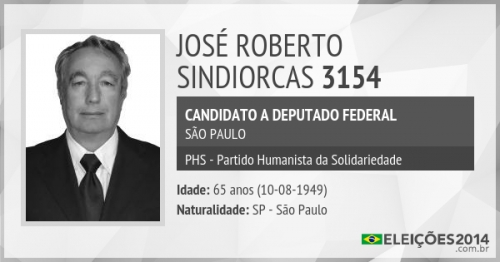 JOSÉ ROBERTO
SINDIORCAS 3154
CANDIDATO A DEPUTADO FEDERAL
SÃO PAULO
PHS - Partido Humanista da Solidariedade
Idade: 65 anos (10-08-1949)
Naturalidade: SP - São Paulo
ELEIÇÕES2014
.com.br